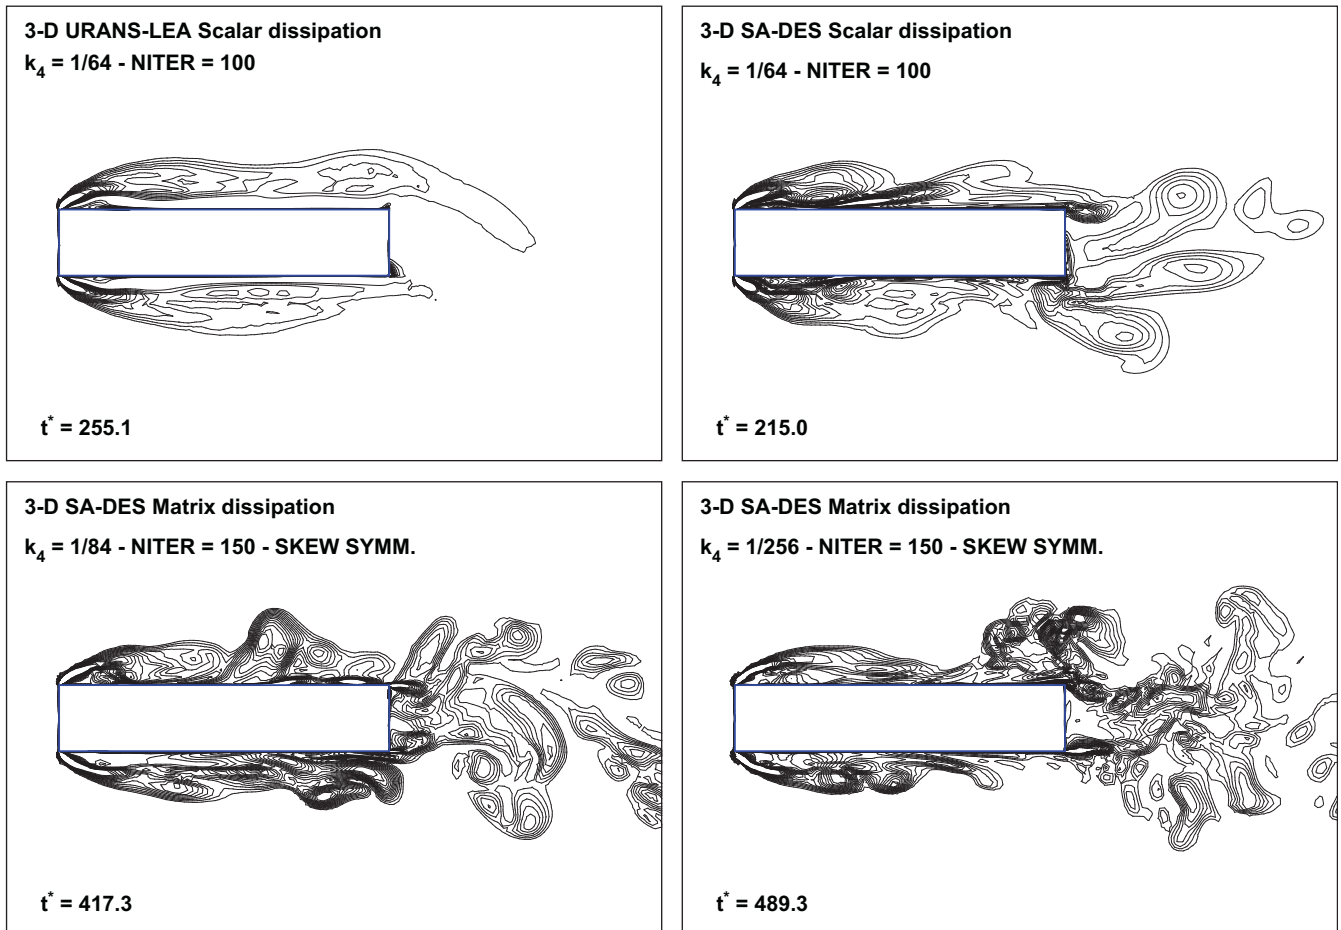 3-D URANS-LEA Scalar dissipation
k4 = 1/64 - NITER = 100
t* = 255.1
3-D SA-DES Scalar dissipation
k4 = 1/64 - NITER = 100
t* = 215.0
3-D SA-DES Matrix dissipation
k4 = 1/84 - NITER = 150 - SKEW SYMM.
t* = 417.3
3-D SA-DES Matrix dissipation
k4 = 1/256 - NITER = 150 - SKEW SYMM.
t* = 489.3